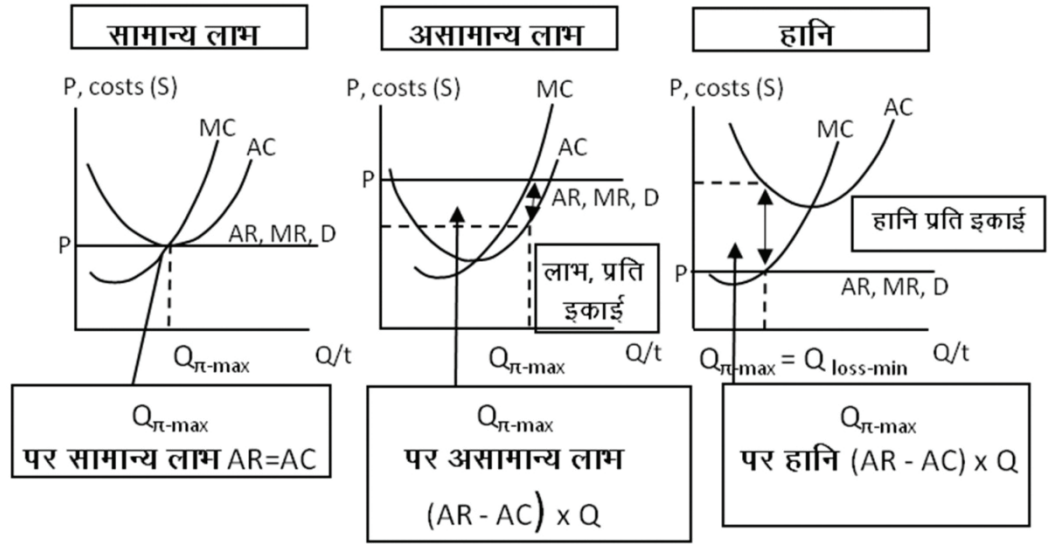 सामान्य लाभ
P, costs (S)
MC
AC
P
AR, MR, D
Qπ-max
Q/t
Qπ-max
पर सामान्य लाभ AR=AC
असामान्य लाभ
P, costs (S)
MC
AC
P
AR, MR, D
लाभ, प्रति
इकाई
Qπ-max
Q/t
Qπ-max
पर असामान्य लाभ
(AR - AC) x Q
हानि
P, costs (S)
MC
AC
हानि प्रति इकाई
P
AR, MR, D
Qπ-max = Q loss-min
Q/t
Qπ-max
पर हानि (AR - AC) x Q